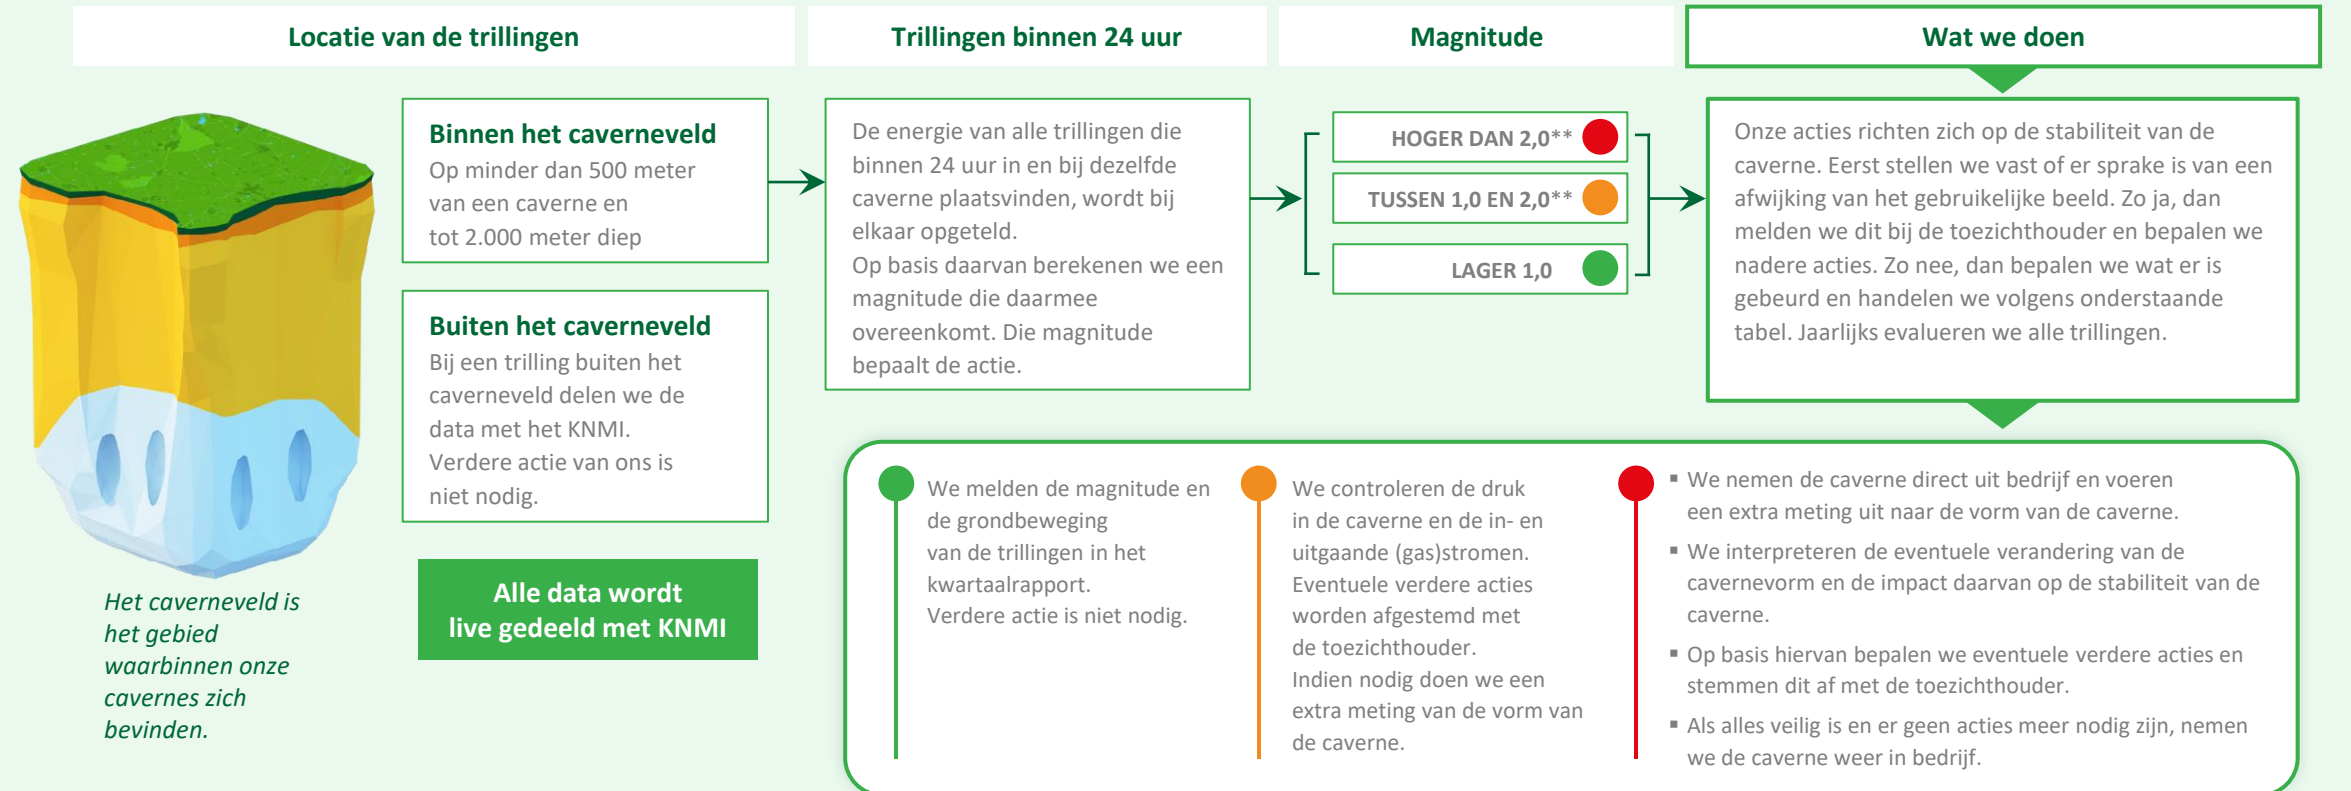 Locatie van de trillingen
Trillingen binnen 24 uur
Magnitude
Wat we doen
Binnen het caverneveld
Op minder dan 500 meter
van een caverne en
tot 2.000 meter diep
Buiten het caverneveld
Bij een trilling buiten het
caverneveld delen we de
data met het KNMI.
Verdere actie van ons is
niet nodig.
Alle data wordt
live gedeeld met KNMI
Het caverneveld is
het gebied
waarbinnen onze
cavernes zich
bevinden.
De energie van alle trillingen die
binnen 24 uur in en bij dezelfde
caverne plaatsvinden, wordt bij
elkaar opgeteld.
Op basis daarvan berekenen we een
magnitude die daarmee
overeenkomt. Die magnitude
bepaalt de actie.
HOGER DAN 2,0**
TUSSEN 1,0 EN 2,0**
LAGER 1,0
Onze acties richten zich op de stabiliteit van de
caverne. Eerst stellen we vast of er sprake is van een
afwijking van het gebruikelijke beeld. Zo ja, dan
melden we dit bij de toezichthouder en bepalen we
nadere acties. Zo nee, dan bepalen we wat er is
gebeurd en handelen we volgens onderstaande
tabel. Jaarlijks evalueren we alle trillingen.
We melden de magnitude en
de grondbeweging
van de trillingen in het
kwartaalrapport.
Verdere actie is niet nodig.
We controleren de druk
in de caverne en de in- en
uitgaande (gas)stromen.
Eventuele verdere acties
worden afgestemd met
de toezichthouder.
Indien nodig doen we een
extra meting van de vorm van
de caverne.
▪ We nemen de caverne direct uit bedrijf en voeren
een extra meting uit naar de vorm van de caverne.
▪ We interpreteren de eventuele verandering van de
cavernevorm en de impact daarvan op de stabiliteit van de
caverne.
▪ Op basis hiervan bepalen we eventuele verdere acties en
stemmen dit af met de toezichthouder.
▪ Als alles veilig is en er geen acties meer nodig zijn, nemen
we de caverne weer in bedrijf.